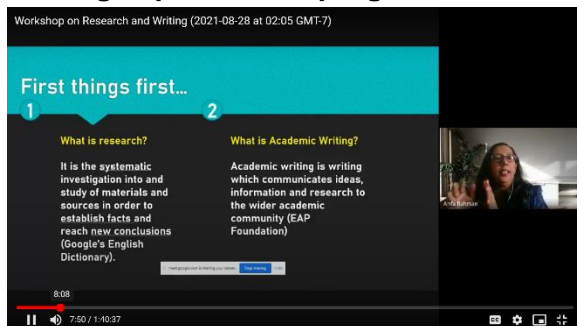 Workshop on Research and Writing (2021-08-28 at 02:05 GMT-7)
First things first...
1
2
What is research?
It is the systematic
investigation into and
study of materials and
sources in order to
establish facts and
reach new conclusions
(Google's English
Dictionary).
What is Academic Writing?
Academic writing is writing
which communicates ideas,
information and research to
the wider academic
community (EAP
Foundation)
Rahman
Stop sharing
8:08
7:50 / 1:40:37
CC